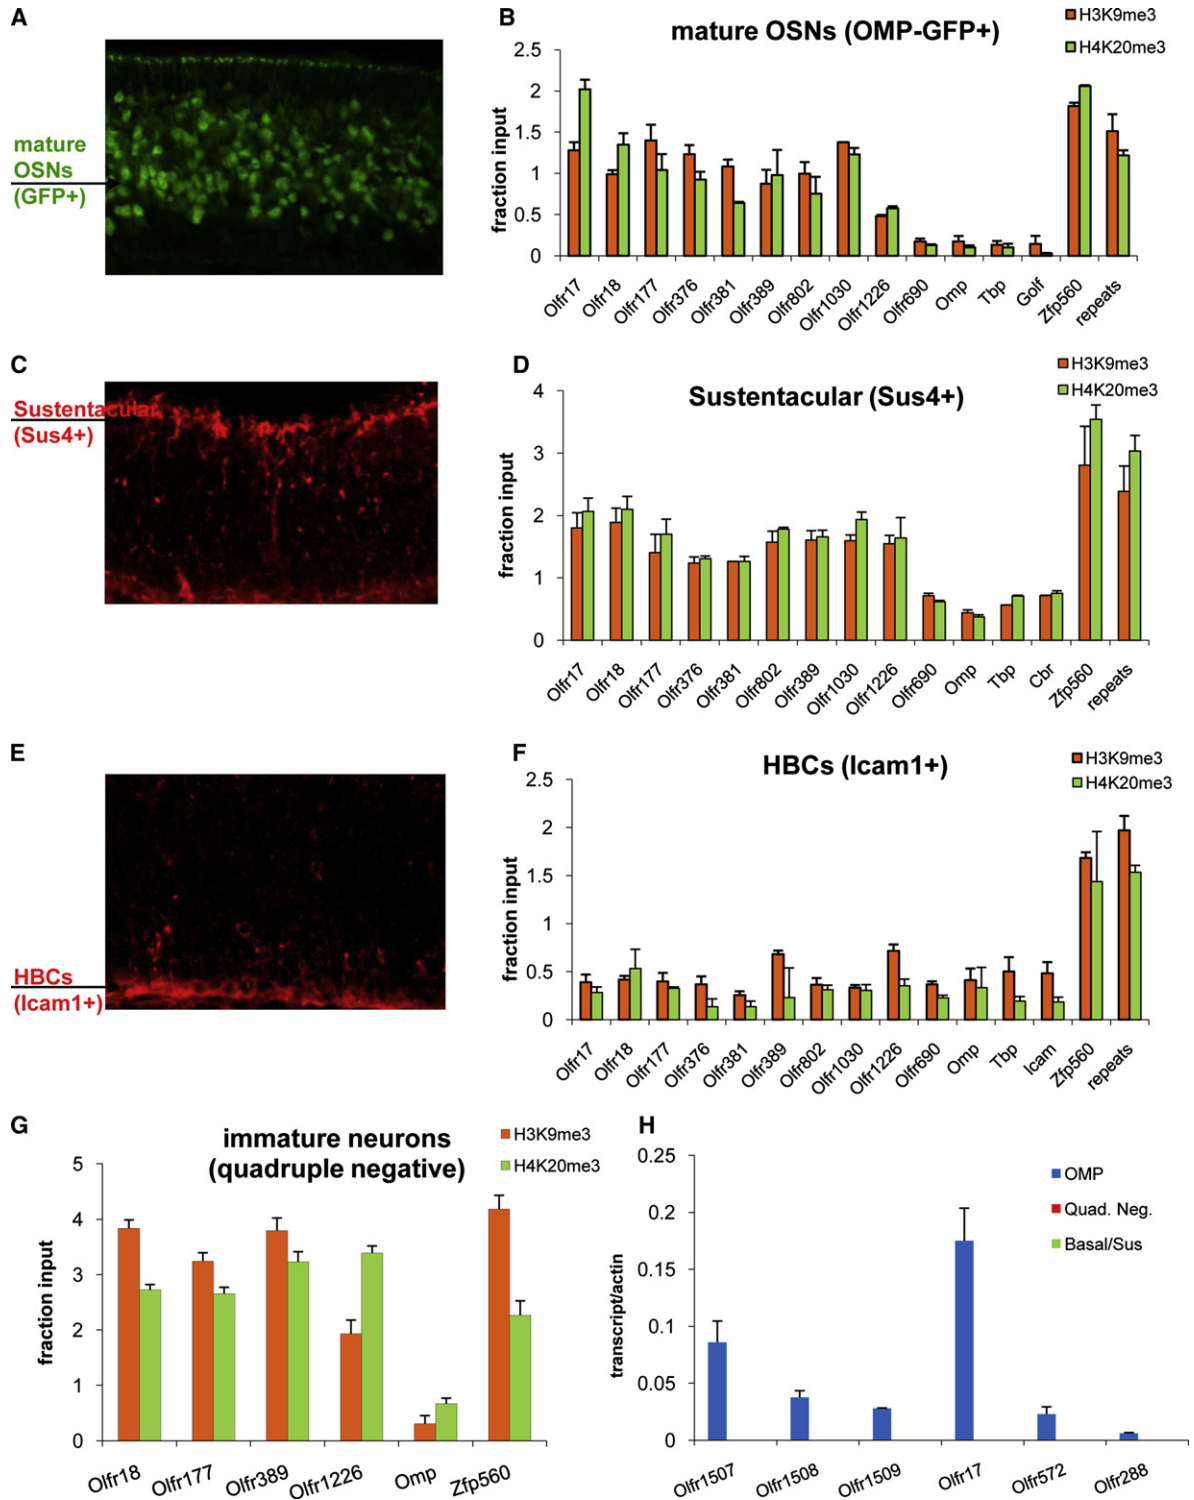 A
mature
OSNs
(GFP+)
B
mature OSNs (OMP-GFP+)
H3K9me3
H4K20me3
fraction input
2.5
2
1.5
1
0.5
0
Olfr17
Olfr18
Olfr177
Olfr376
Olfr381
Olfr389
Olfr802
Olfr1030
Olfr1226
Olfr690
Omp
Tbp
Golf
Zfp560
repeats
C
Sustentacular
(Sus4+)
D
Sustentacular (Sus4+)
H3K9me3
H4K20me3
fraction input
4
3
2
1
0
Olfr17
Olfr18
Olfr177
Olfr376
Olfr381
Olfr802
Olfr389
Olfr1030
Olfr1226
Olfr690
Omp
Tbp
Cbr
Zfp560
repeats
E
HBCs
(Icam1+)
F
HBCs (Icam1+)
H3K9me3
H4K20me3
fraction input
2.5
2
1.5
1
0.5
0
Olfr17
Olfr18
Olfr177
Olfr376
Olfr381
Olfr389
Olfr802
Olfr1030
Olfr1226
Olfr690
Omp
Tbp
Icam
Zfp560
repeats
G
immature neurons
(quadruple negative)
H3K9me3
H4K20me3
fraction input
5
4
3
2
1
0
Olfr18
Olfr177
Olfr389
Olfr1226
Omp
Zfp560
H
OMP
Quad. Neg.
Basal/Sus
transcript/actin
0.25
0.2
0.15
0.1
0.05
0
Olfr1507
Olfr1508
Olfr1509
Olfr17
Olfr572
Olfr288